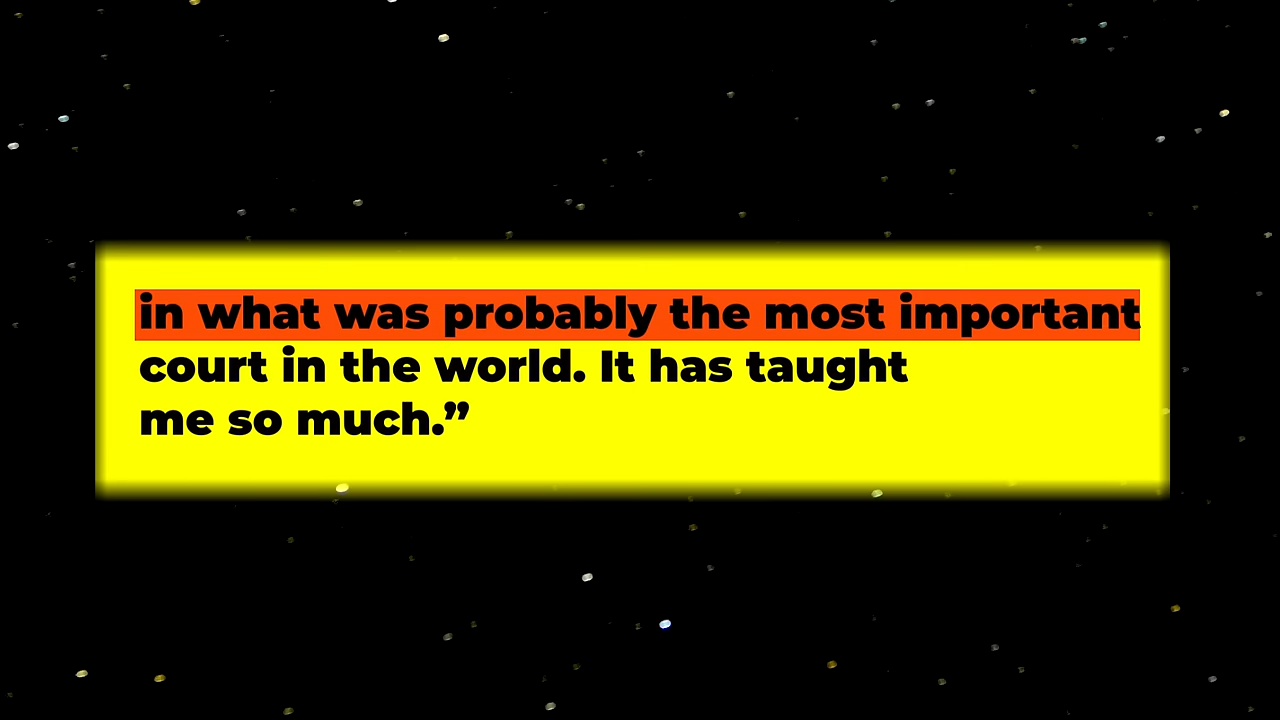 in what was probably the most important
court in the world. It has taught
me so much.”